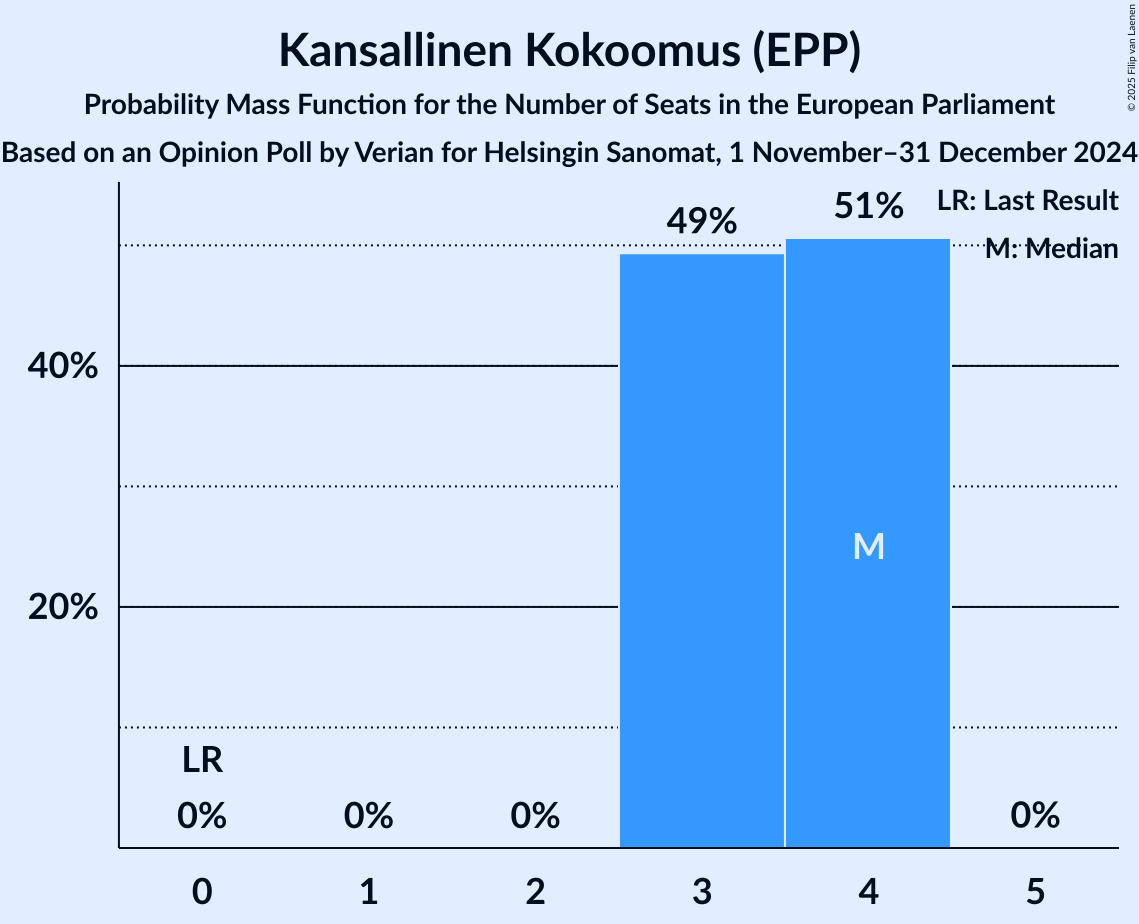 Kansallinen Kokoomus (EPP)
Probability Mass Function for the Number of Seats in the European Parliament
Based on an Opinion Poll by Verian for Helsingin Sanomat, 1 November–31 December 2024
© 2025 Filip van Laenen
LR: Last Result
M: Median
49%
51%
40%
20%
M
LR
0%
0%
0%
0%
0
1
2
3
4
5